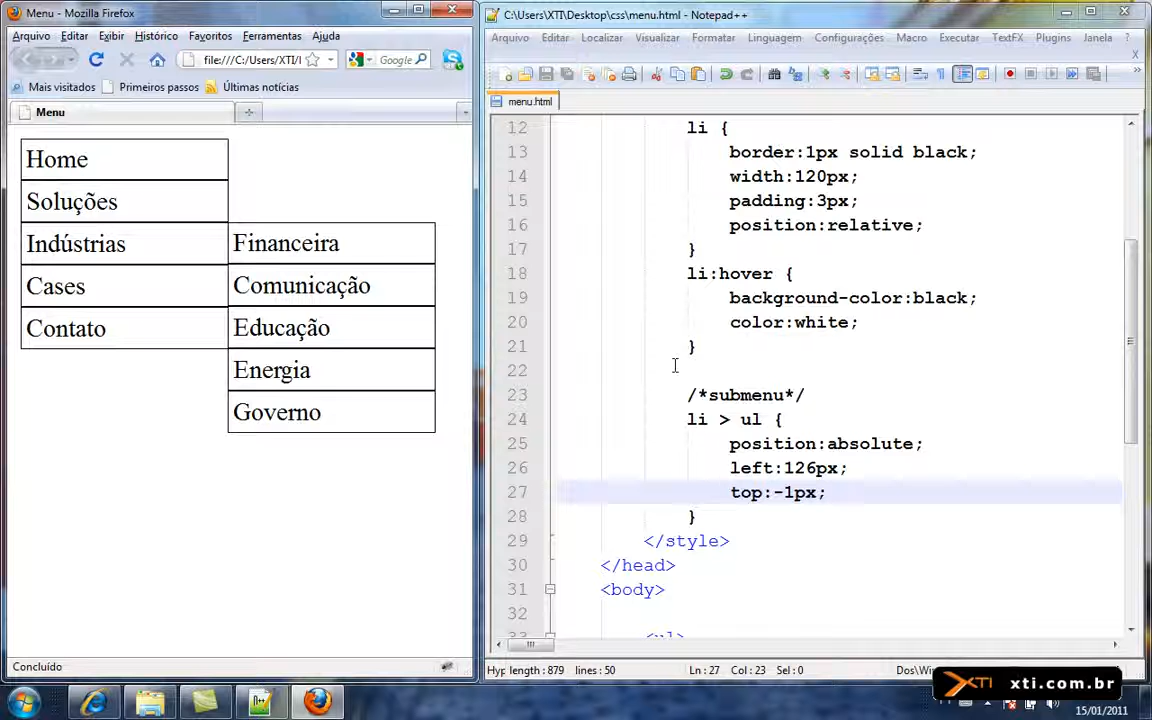 Menu - Mozilla Firefox
Arquivo Editar Exibir Histórico Favoritos Ferramentas Ajuda
file:///C:/Users/XTI/ Google
Mais visitados Primeiros passos Últimas notícias
Menu
Home
Soluções
Indústrias
Cases
Contato
Financeira
Comunicação
Educação
Energia
Governo
Concluído
C:\Users\XTI\Desktop\css\menu.html - Notepad++
Arquivo Editar Localizar Visualizar Formatar Linguagem Configurações Macro Executar TextFX Plugins Janela ?
X
menu.html
12 li {
13 border:1px solid black;
14 width:120px;
15 padding:3px;
16 position:relative;
17 }
18 li:hover {
19 background-color:black;
20 color:white;
21 }
22
23 /*submenu*/
24 li > ul {
25 position:absolute;
26 left:126px;
27 top:-1px;
28 }
29 </style>
30 </head>
31 <body>
32
33 <ul>
Hyp length : 879 lines : 50 Ln : 27 Col : 23 Sel : 0 Dos\Win
XTI xti.com.br
15/01/2011